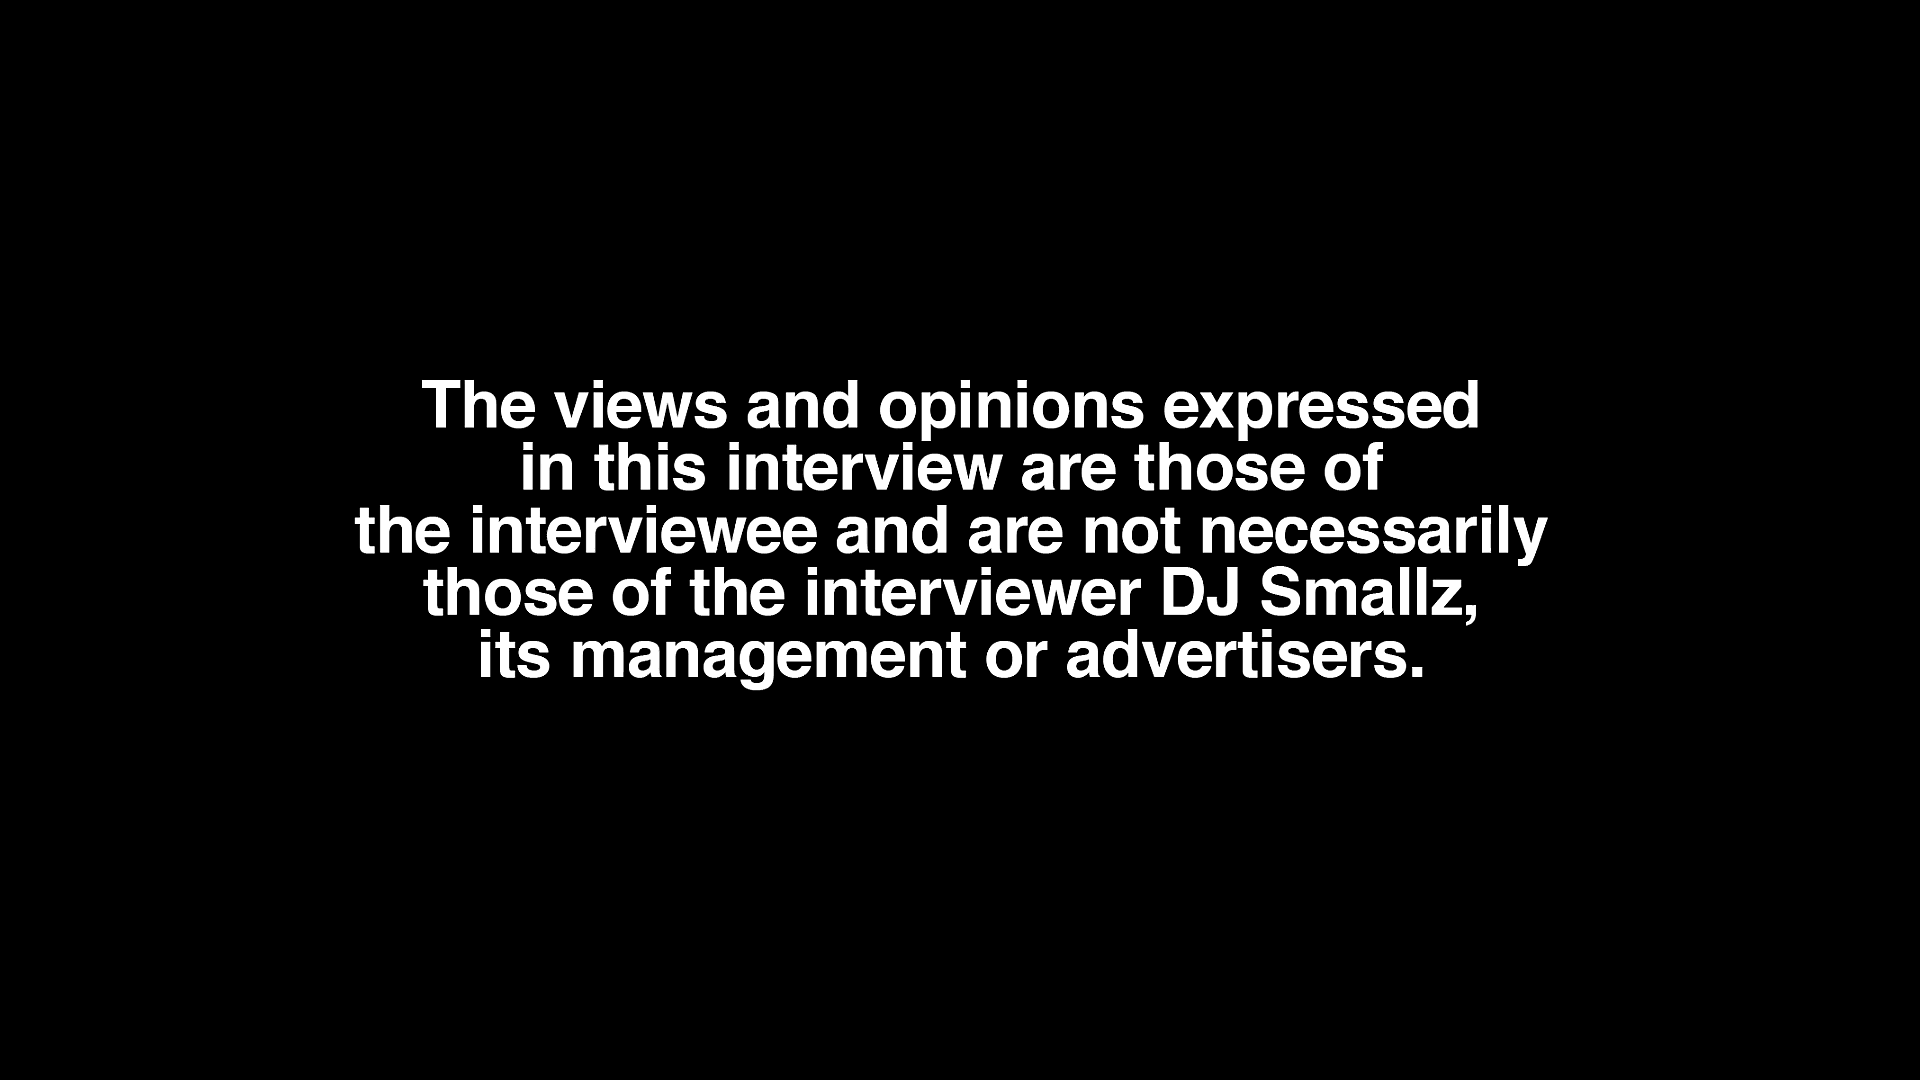 The views and opinions expressed
in this interview are those of
the interviewee and are not necessarily
those of the interviewer DJ Smallz,
its management or advertisers.